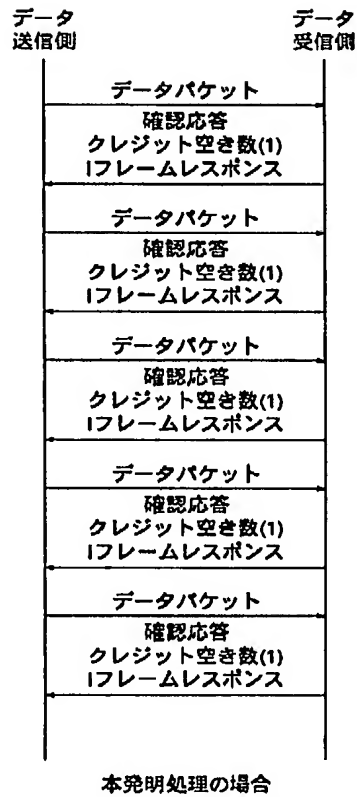 データ
送信側
データ
受信側
データパケット
確認応答
クレジット空き数(1)
Iフレームレスポンス
データパケット
確認応答
クレジット空き数(1)
Iフレームレスポンス
データパケット
確認応答
クレジット空き数(1)
Iフレームレスポンス
データパケット
確認応答
クレジット空き数(1)
Iフレームレスポンス
データパケット
確認応答
クレジット空き数(1)
Iフレームレスポンス
本発明処理の場合